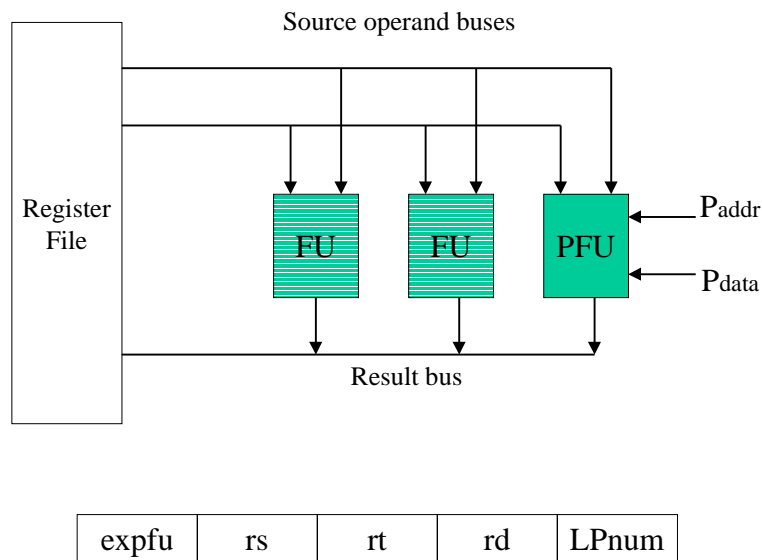 Source operand buses
Register
File
FU
FU
PFU
Paddr
Pdata
Result bus
expfu rs rt rd LPnum